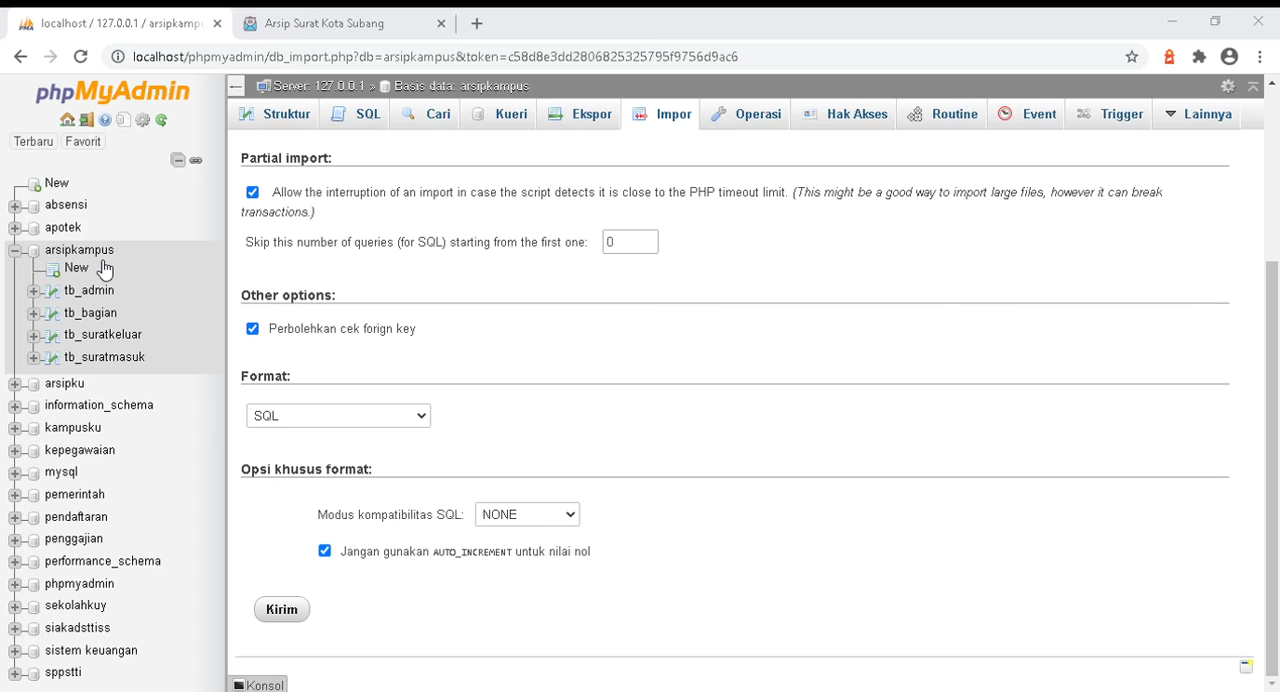 localhost / 127.0.0.1 / arsipkampu
Arsip Surat Kota Subang
localhost/phpmyadmin/db_import.php?db=arsipkampus&token=c58d8e3dd2806825325795f9756d9ac6
phpMyAdmin
Terbaru Favorit
New
absensi
apotek
arsipkampus
New
tb_admin
tb_bagian
tb_suratkeluar
tb_suratmasuk
arsipku
information_schema
kampusku
kepegawaian
mysql
pemerintah
pendaftaran
penggajian
performance_schema
phpmyadmin
sekolahkuy
siakadsttiss
sistem keuangan
sppstti
Server: 127.0.0.1 » Basis data: arsipkampus
Struktur SQL Cari Kueri Ekspor Impor Operasi Hak Akses Routine Event Trigger Lainnya
Partial import:
Allow the interruption of an import in case the script detects it is close to the PHP timeout limit. (This might be a good way to import large files, however it can break
transactions.)
Skip this number of queries (for SQL) starting from the first one: 0
Other options:
Perbolehkan cek forign key
Format:
SQL
Opsi khusus format:
Modus kompatibilitas SQL: NONE
Jangan gunakan AUTO_INCREMENT untuk nilai nol
Kirim
Konsol